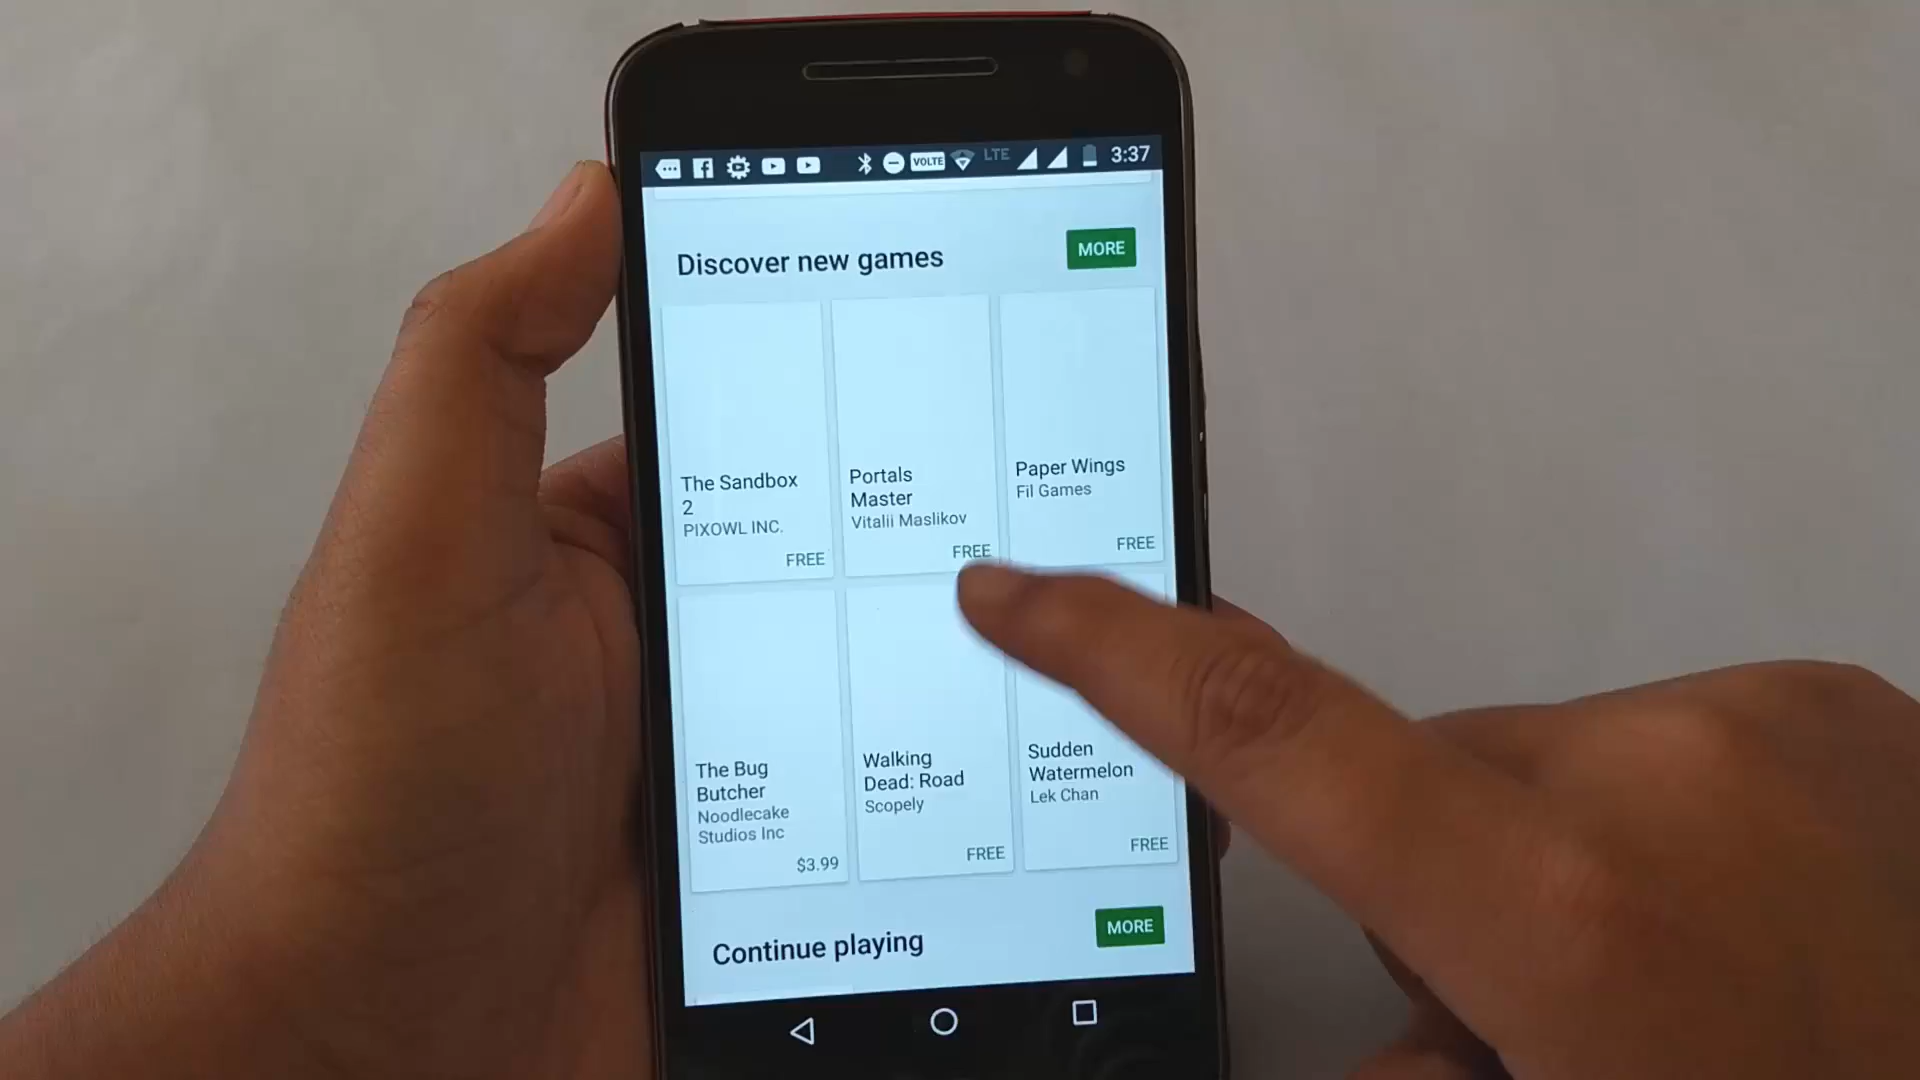 VOLTE LTE 3:37
Discover new games
MORE
The Sandbox
2
PIXOWL INC.
FREE
Portals
Master
Vitalii Maslikov
FREE
Paper Wings
Fil Games
FREE
The Bug
Butcher
Noodlecake
Studios Inc
$3.99
Walking
Dead: Road
Scopely
FREE
Sudden
Watermelon
Lek Chan
FREE
Continue playing
MORE